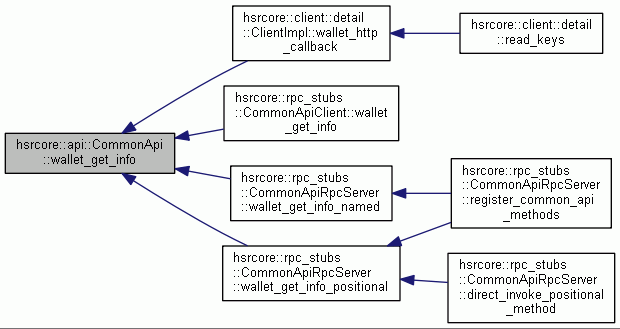 hsrcore::client::detail
::ClientImpl::wallet_http
_callback
hsrcore::client::detail
::read_keys
hsrcore::rpc_stubs
::CommonApiClient::wallet
_get_info
hsrcore::api::CommonApi
::wallet_get_info
hsrcore::rpc_stubs
::CommonApiRpcServer
::wallet_get_info_named
hsrcore::rpc_stubs
::CommonApiRpcServer
::register_common_api
_methods
hsrcore::rpc_stubs
::CommonApiRpcServer
::wallet_get_info_positional
hsrcore::rpc_stubs
::CommonApiRpcServer
::direct_invoke_positional
_method